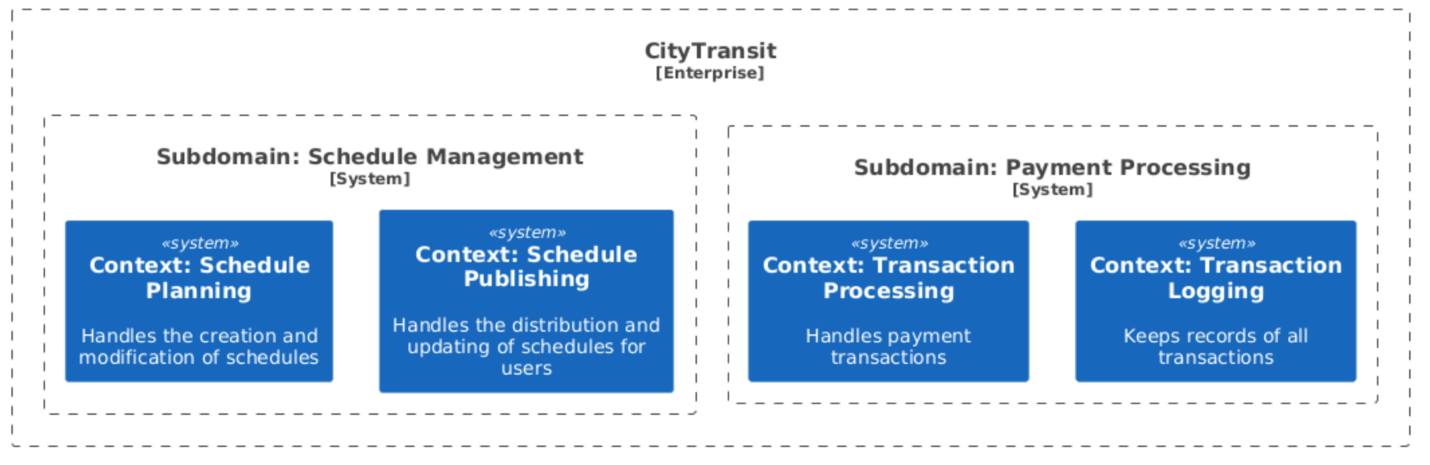 CityTransit
[Enterprise]
Subdomain: Schedule Management
[System]
«system»
Context: Schedule
Planning
Handles the creation and
modification of schedules
«system»
Context: Schedule
Publishing
Handles the distribution and
updating of schedules for
users
Subdomain: Payment Processing
[System]
«system»
Context: Transaction
Processing
Handles payment
transactions
«system»
Context: Transaction
Logging
Keeps records of all
transactions